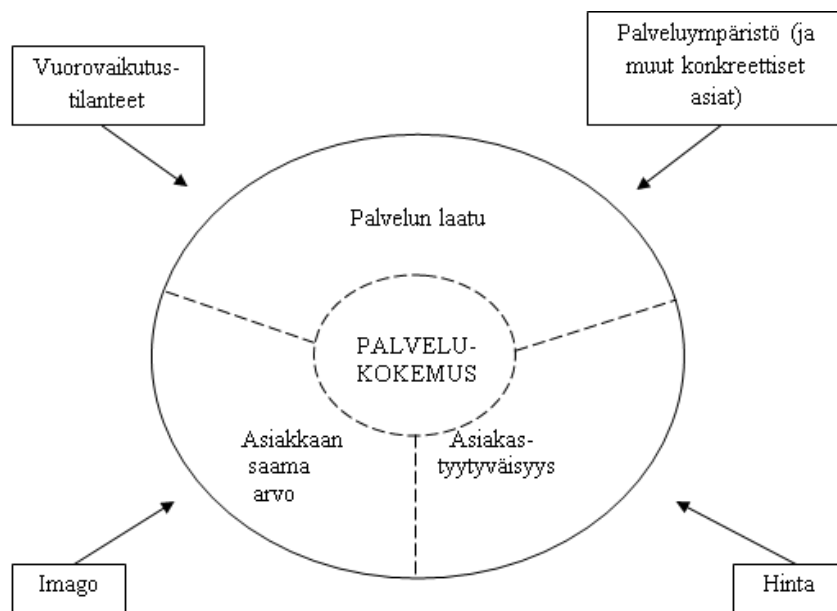 Vuorovaikutus-
tilanteet
Palveluympäristö (ja
muut konkreettiset
asiat)
Palvelun laatu
PALVELU-
KOKEMUS
Asiakkaan
saama
arvo
Asiakas-
tyytyväisyys
Imago
Hinta